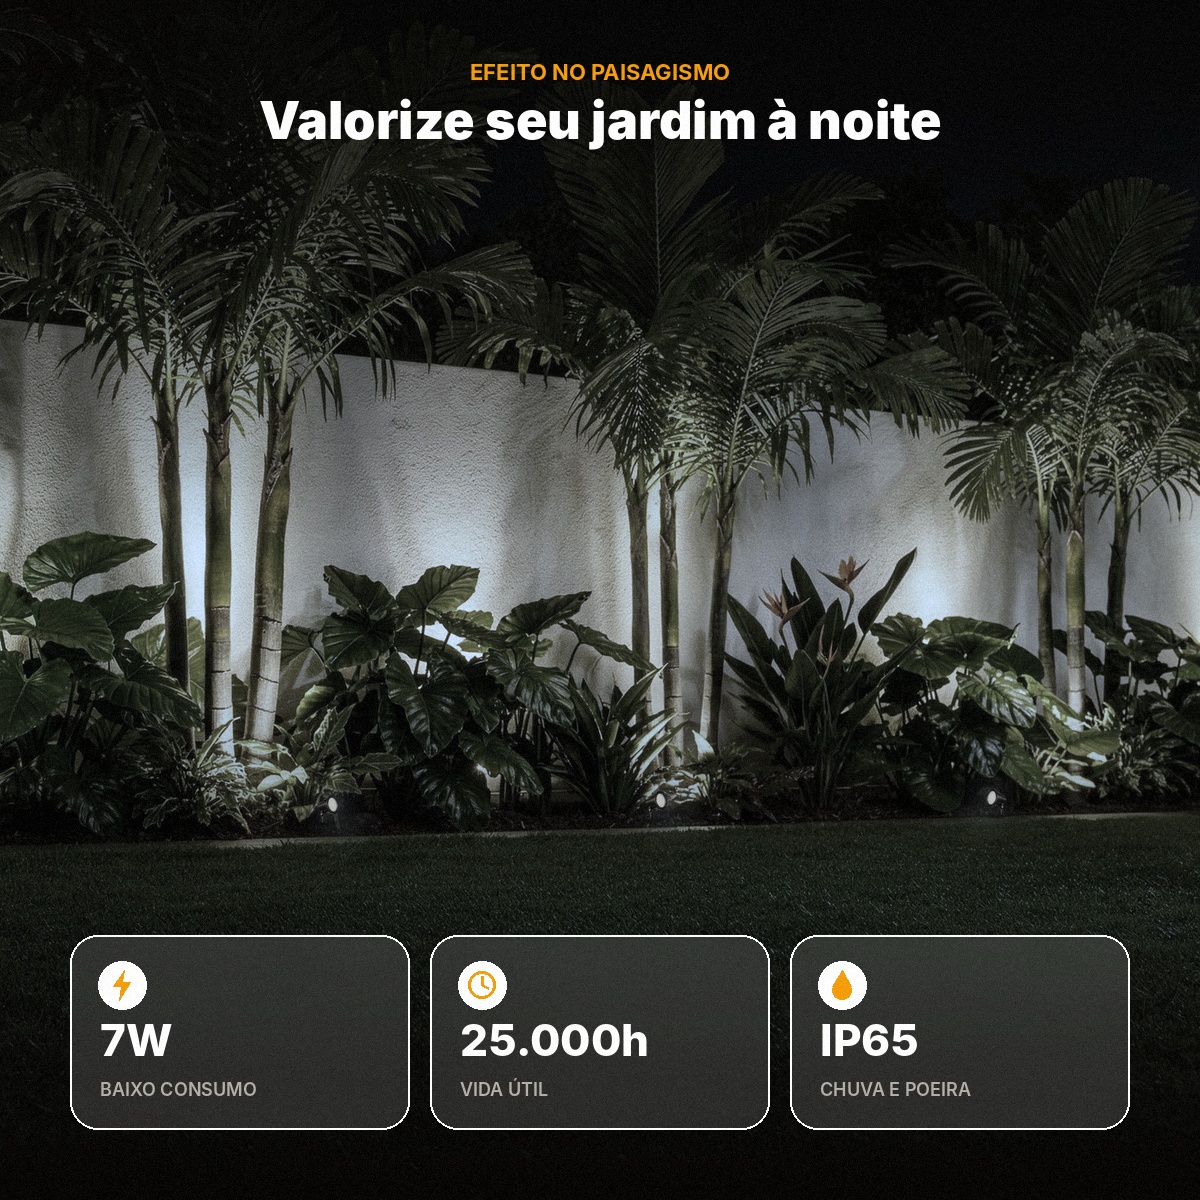 EFEITO NO PAISAGISMO
Valorize seu jardim à noite
7W
BAIXO CONSUMO
25.000h
VIDA ÚTIL
IP65
CHUVA E POEIRA